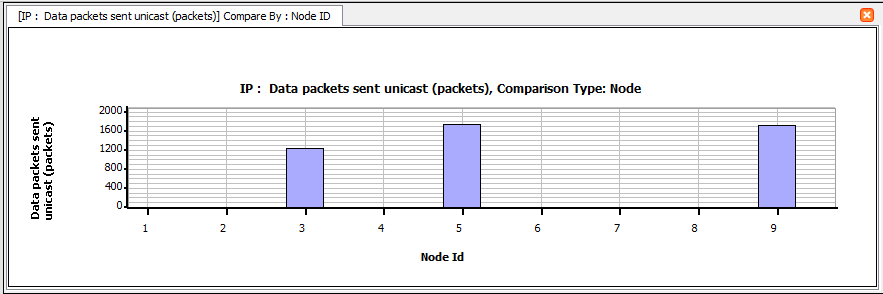 [IP :  Data packets sent unicast (packets)] Compare By : Node ID
IP :  Data packets sent unicast (packets), Comparison Type: Node
Data packets sent
unicast (packets)
2000
1600
1200
800
400
0
1 2 3 4 5 6 7 8 9
Node Id